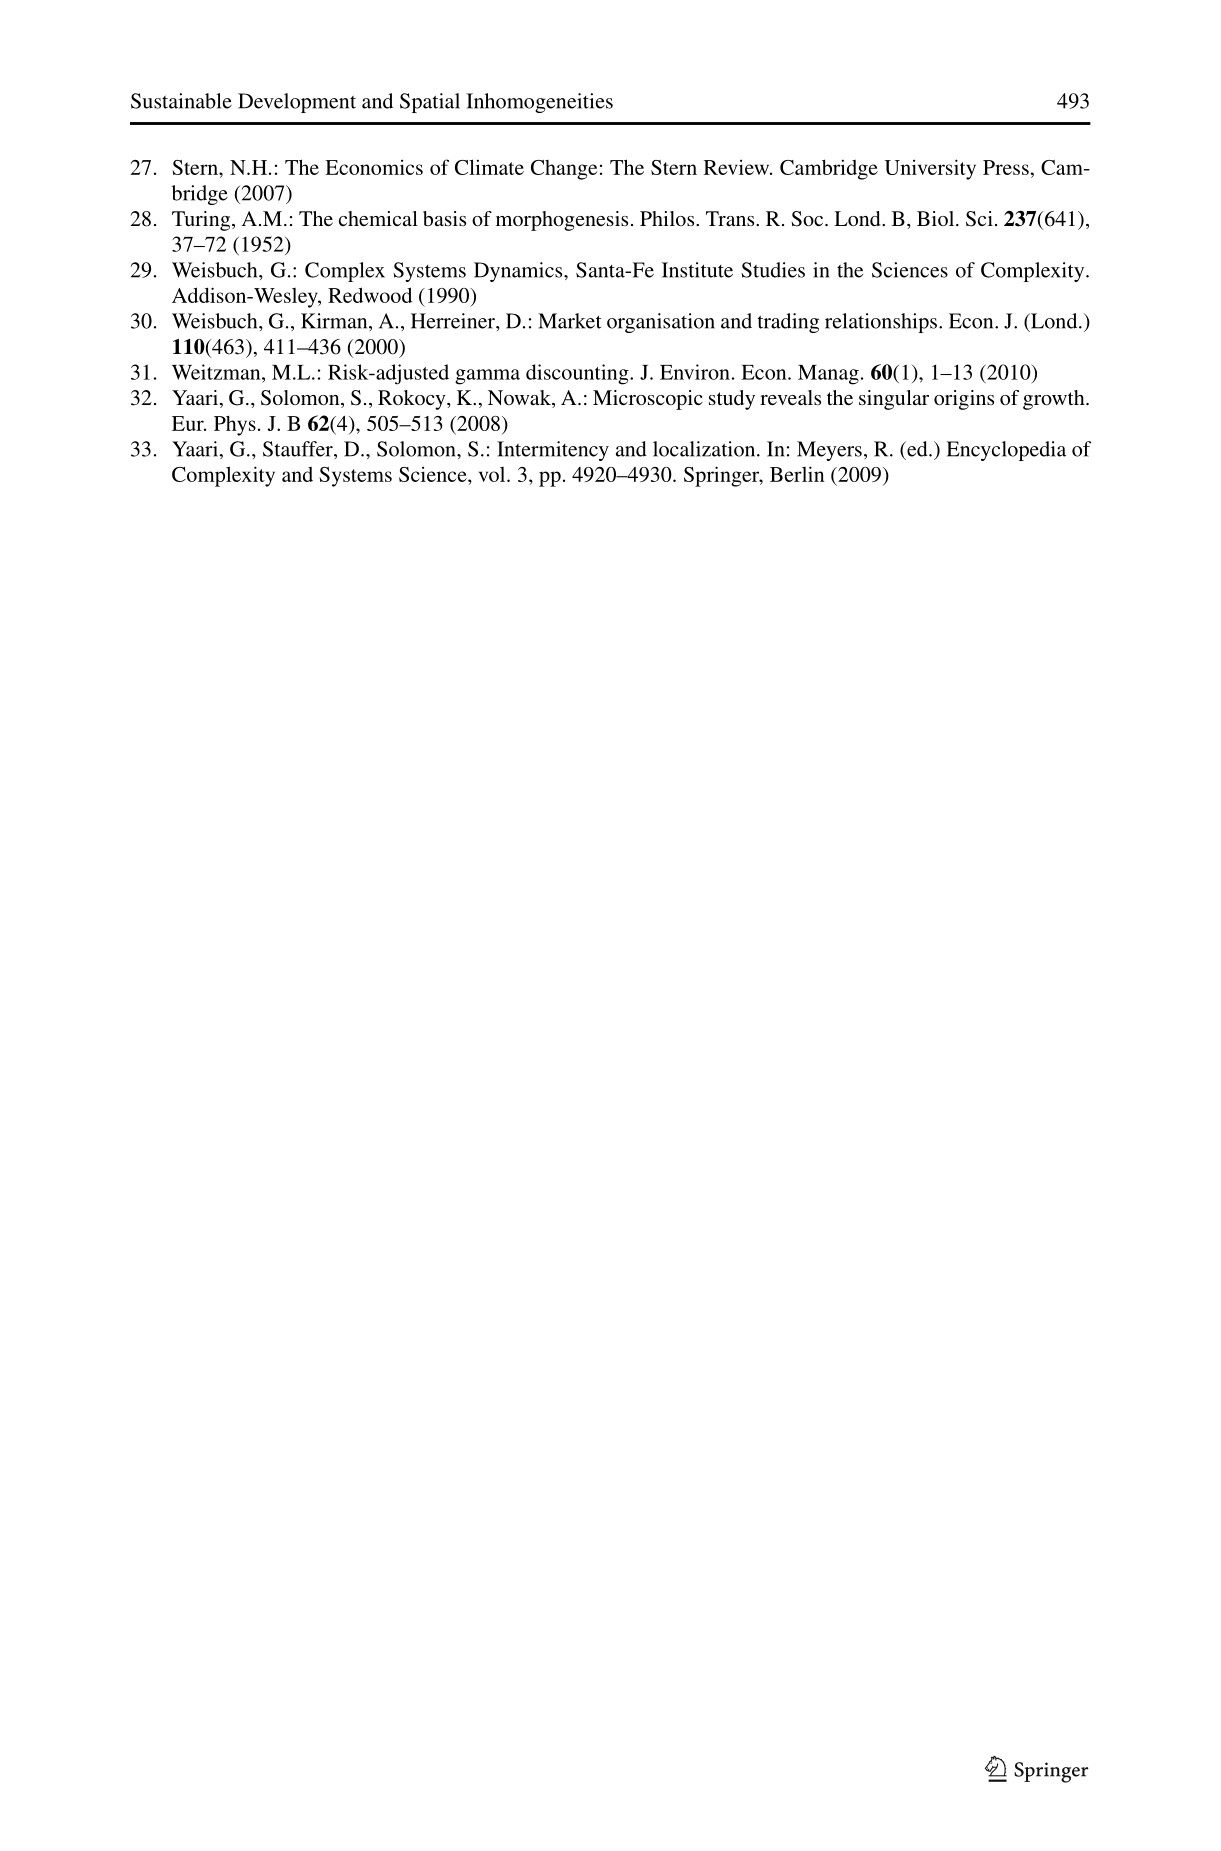 Sustainable Development and Spatial Inhomogeneities 493
27. Stern, N.H.: The Economics of Climate Change: The Stern Review. Cambridge University Press, Cam-
bridge (2007)
28. Turing, A.M.: The chemical basis of morphogenesis. Philos. Trans. R. Soc. Lond. B, Biol. Sci. 237(641),
37–72 (1952)
29. Weisbuch, G.: Complex Systems Dynamics, Santa-Fe Institute Studies in the Sciences of Complexity.
Addison-Wesley, Redwood (1990)
30. Weisbuch, G., Kirman, A., Herreiner, D.: Market organisation and trading relationships. Econ. J. (Lond.)
110(463), 411–436 (2000)
31. Weitzman, M.L.: Risk-adjusted gamma discounting. J. Environ. Econ. Manag. 60(1), 1–13 (2010)
32. Yaari, G., Solomon, S., Rokocy, K., Nowak, A.: Microscopic study reveals the singular origins of growth.
Eur. Phys. J. B 62(4), 505–513 (2008)
33. Yaari, G., Stauffer, D., Solomon, S.: Intermitency and localization. In: Meyers, R. (ed.) Encyclopedia of
Complexity and Systems Science, vol. 3, pp. 4920–4930. Springer, Berlin (2009)
Springer